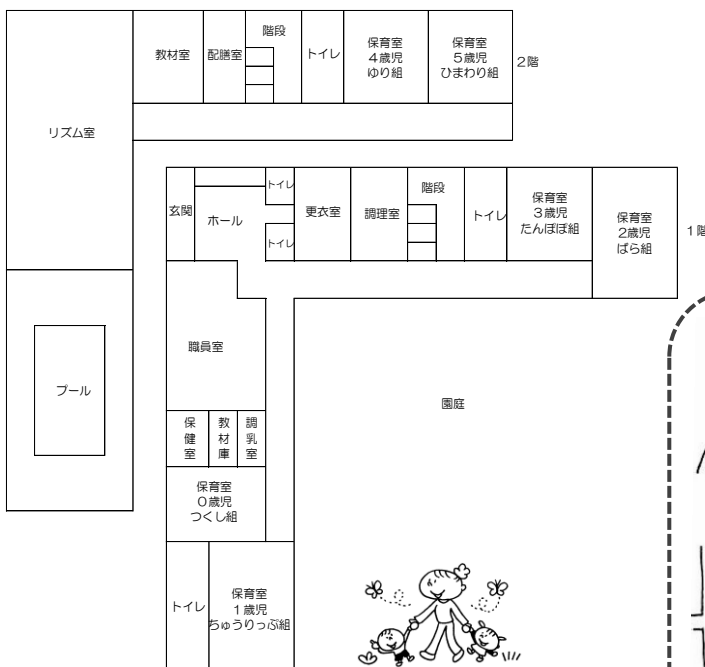 教材室
配膳室
階段
トイレ
保育室
4歳児
ゆり組
保育室
5歳児
ひまわり組
2階
リズム室
玄関
ホール
トイレ
トイレ
更衣室
調理室
階段
トイレ
保育室
3歳児
たんぽぽ組
保育室
2歳児
ばら組
1階
職員室
プール
園庭
保健室
教材庫
調乳室
保育室
0歳児
つくし組
トイレ
保育室
1歳児
ちゅうりっぷ組